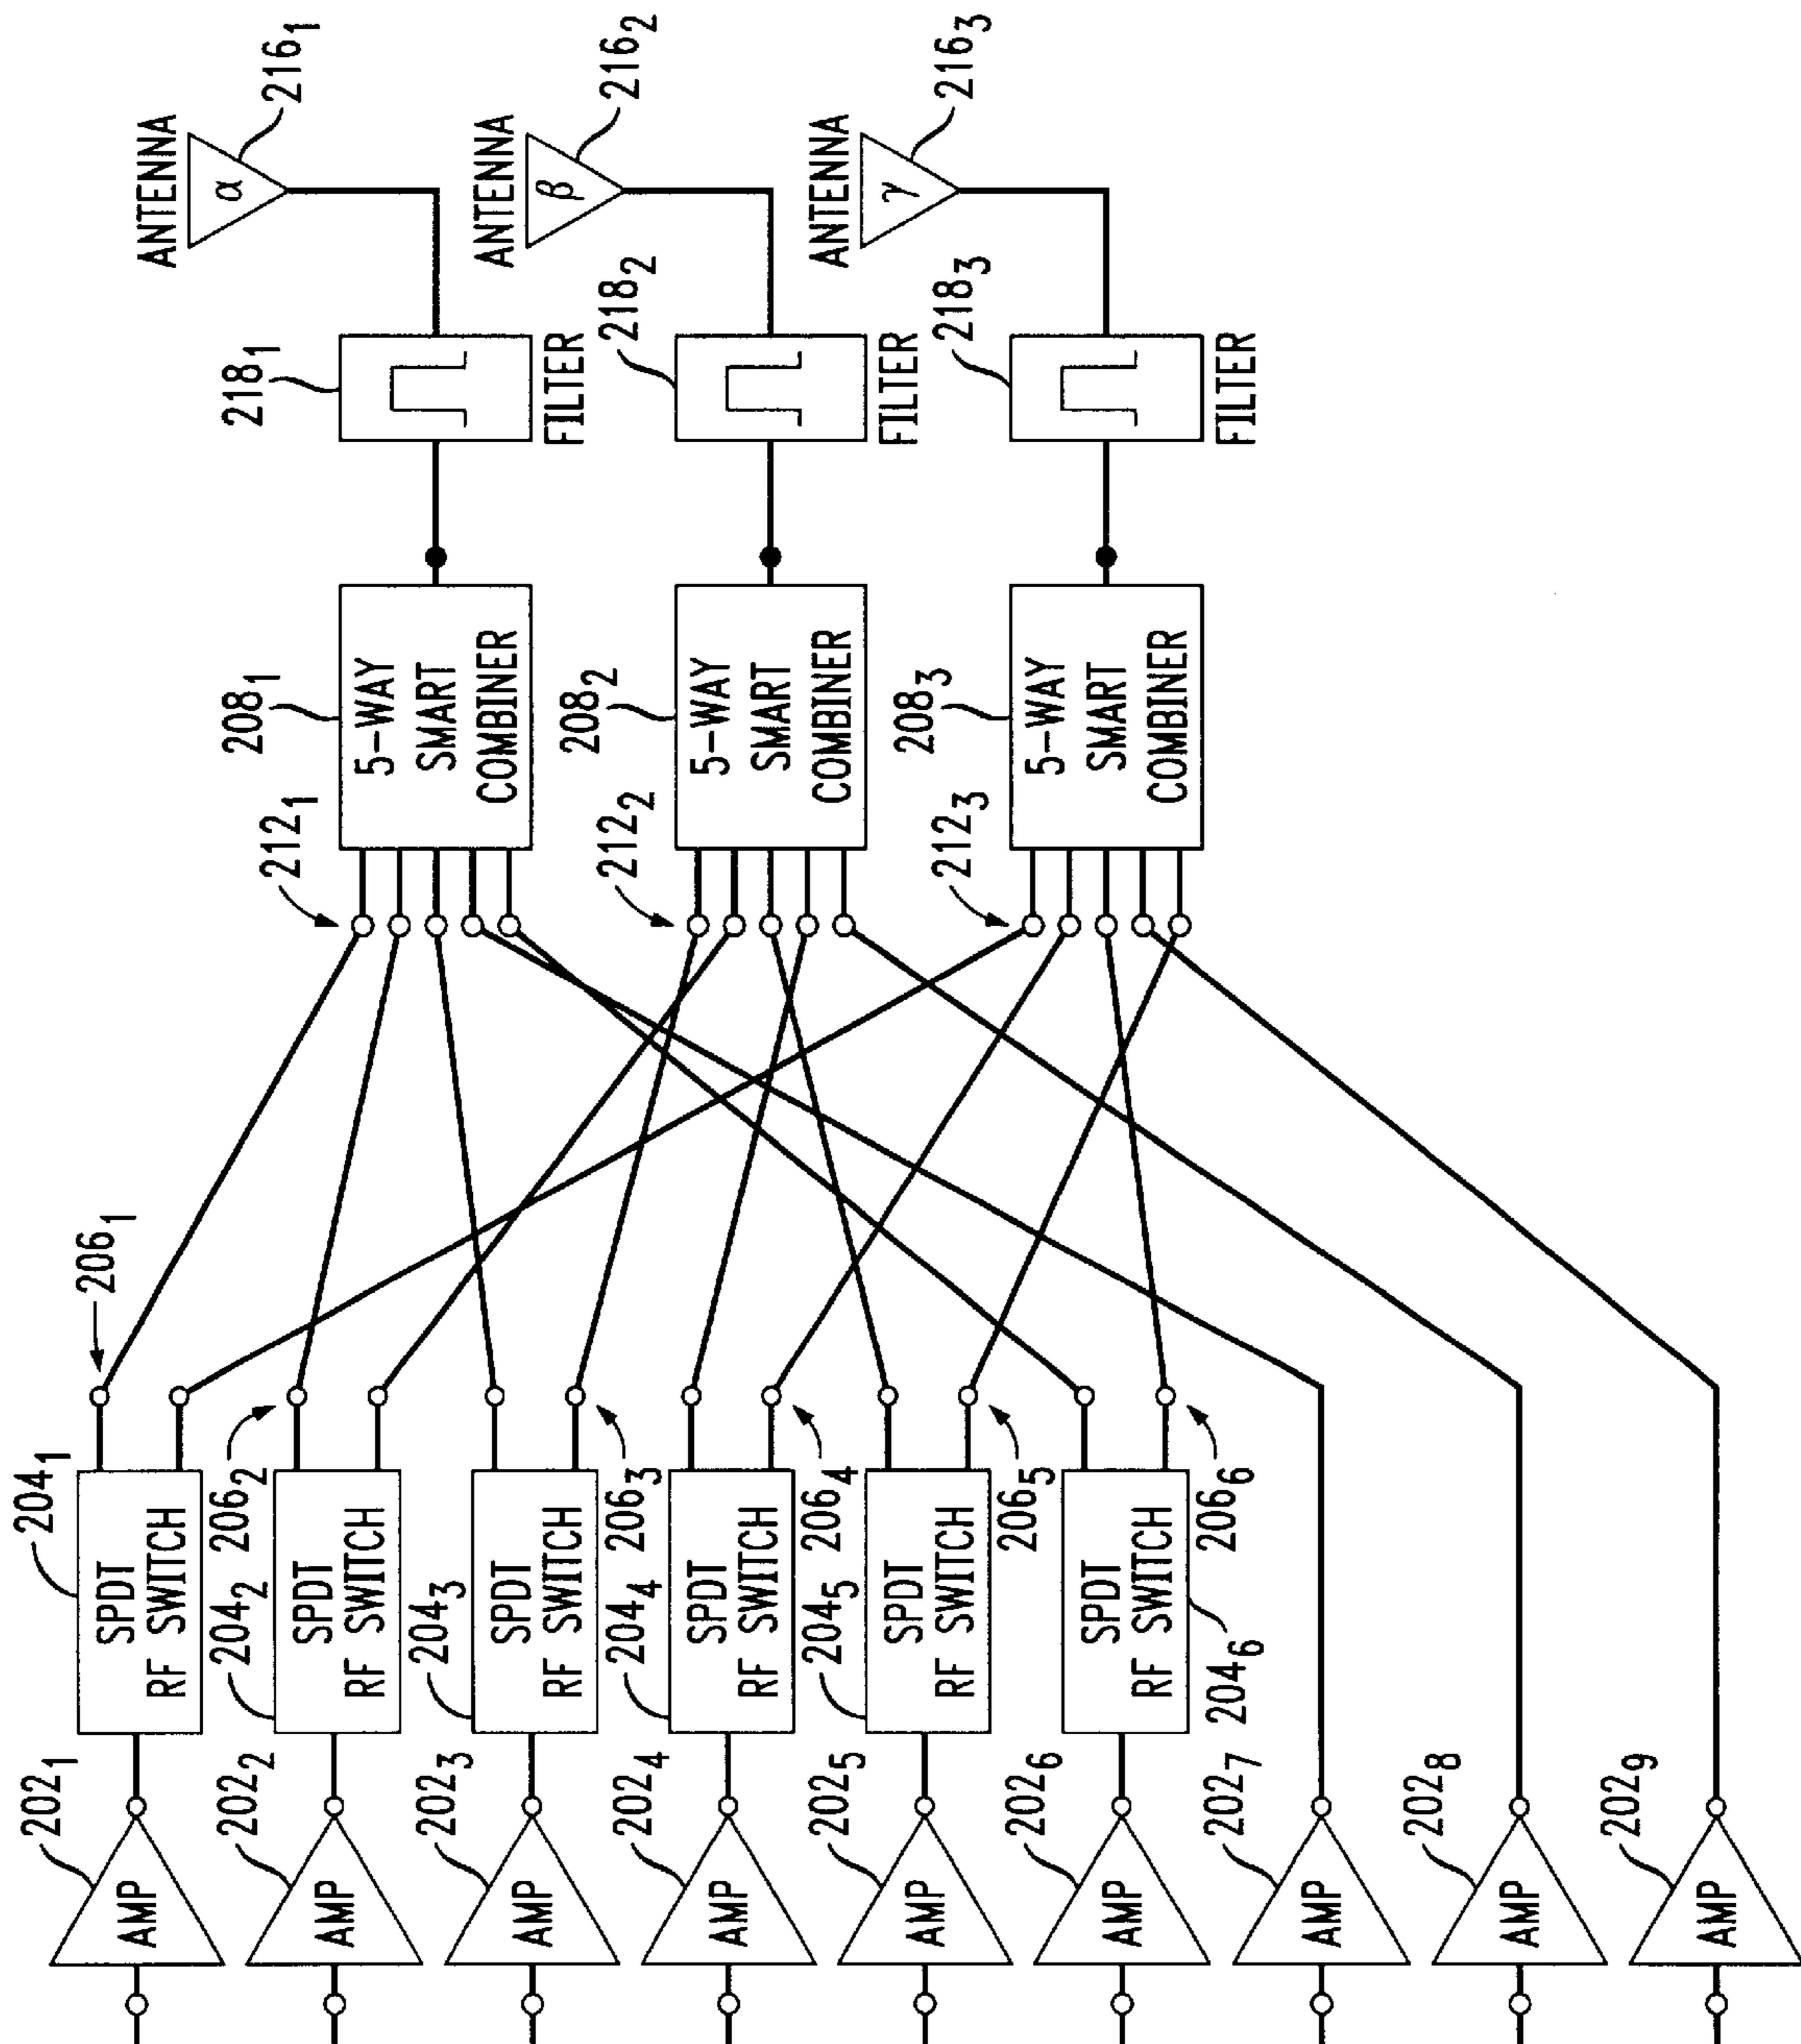 202₁
AMP
202₂
AMP
202₃
AMP
202₄
AMP
202₅
AMP
202₆
AMP
202₇
AMP
202₈
AMP
202₉
AMP
204₁
SPDT
RF SWITCH
204₂
SPDT
RF SWITCH
204₃
SPDT
RF SWITCH
204₄
SPDT
RF SWITCH
204₅
SPDT
RF SWITCH
204₆
SPDT
RF SWITCH
206₁
206₂
206₃
206₄
206₅
206₆
212₁
212₂
212₃
208₁
5-WAY
SMART
COMBINER
208₂
5-WAY
SMART
COMBINER
208₃
5-WAY
SMART
COMBINER
218₁
FILTER
218₂
FILTER
218₃
FILTER
ANTENNA
α
216₁
ANTENNA
β
216₂
ANTENNA
γ
216₃